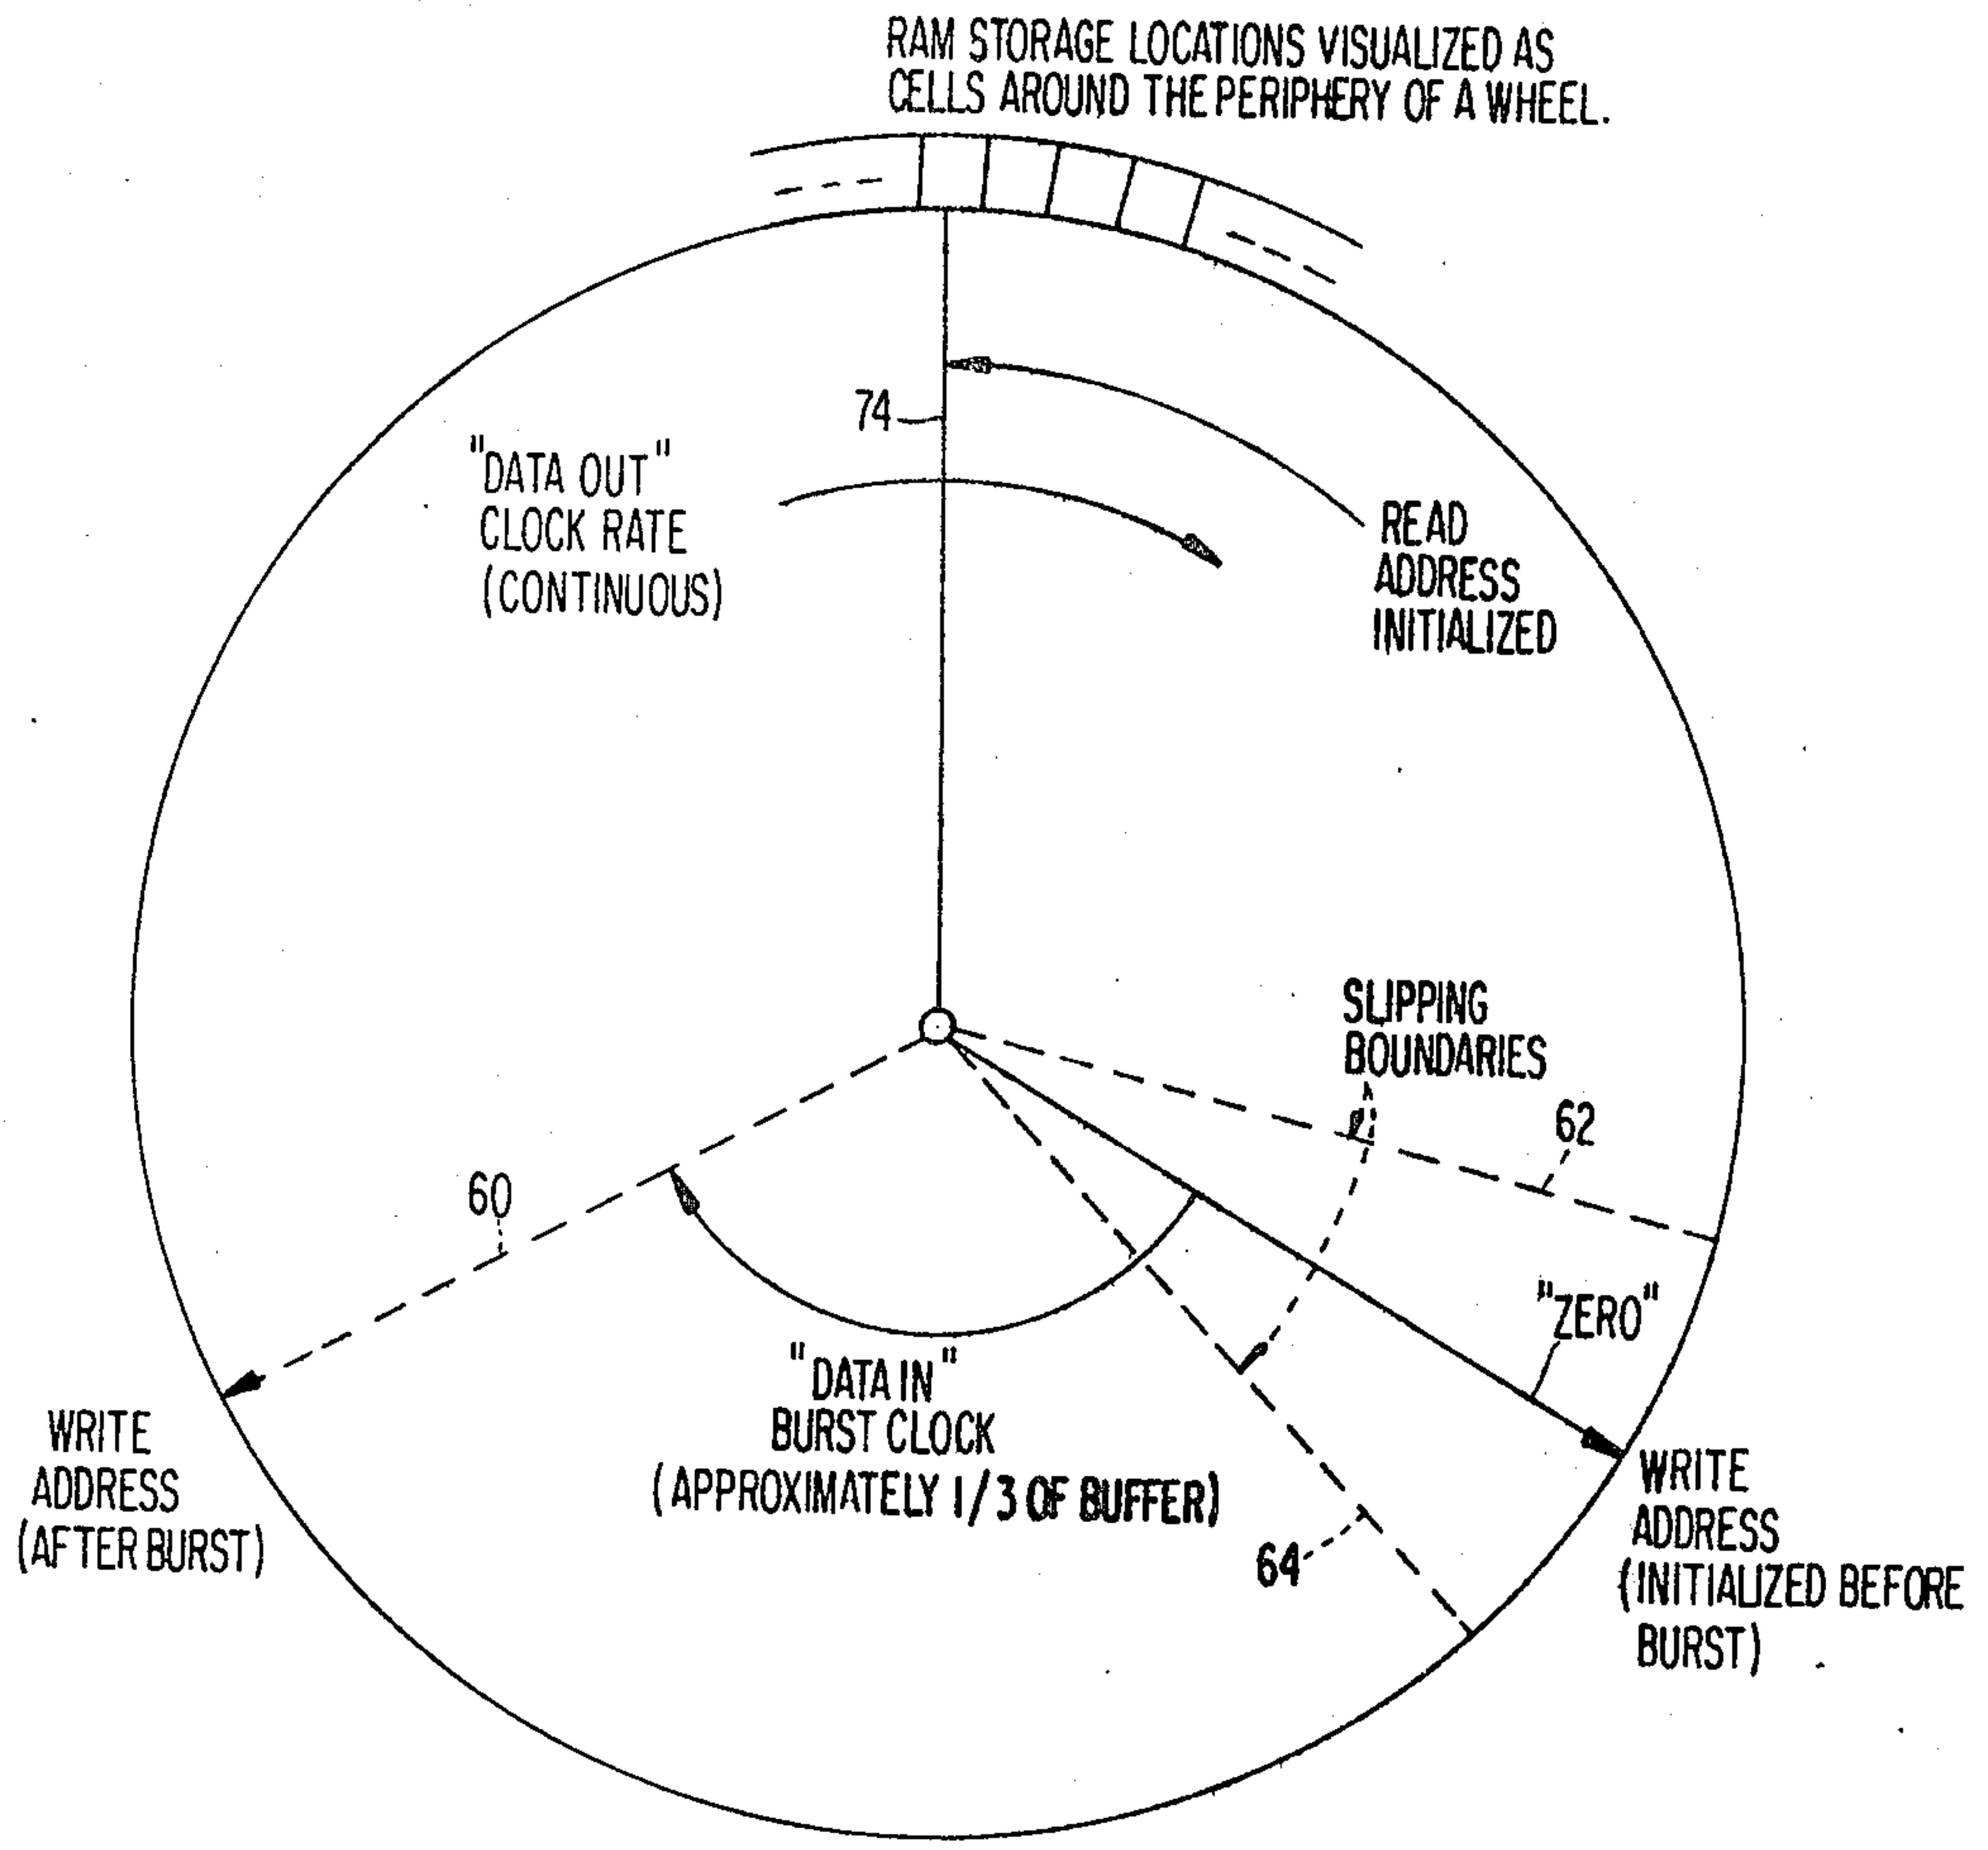 RAM STORAGE LOCATIONS VISUALIZED AS
CELLS AROUND THE PERIPHERY OF A WHEEL.
74
"DATA OUT"
CLOCK RATE
(CONTINUOUS)
READ
ADDRESS
INITIALIZED
SLIPPING
BOUNDARIES
62
60
"ZERO"
"DATA IN"
BURST CLOCK
(APPROXIMATELY 1/3 OF BUFFER)
WRITE
ADDRESS
(AFTER BURST)
64
WRITE
ADDRESS
(INITIALIZED BEFORE
BURST)